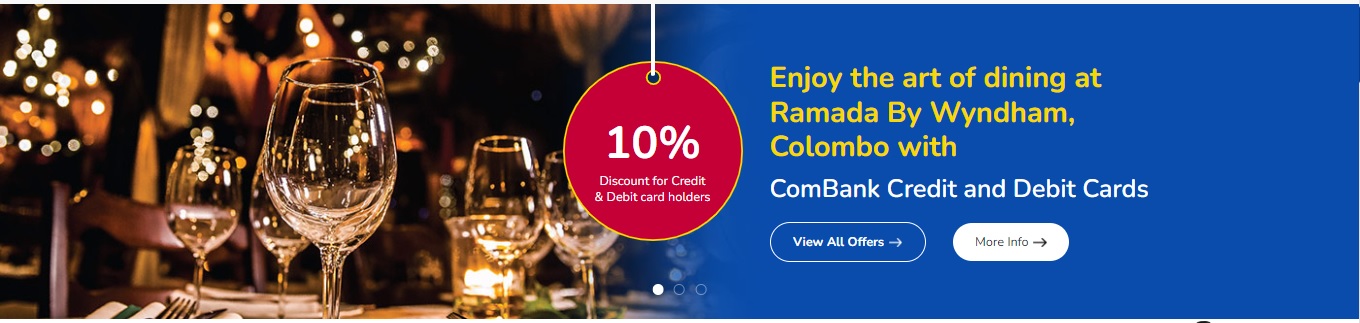 10%
Discount for Credit
& Debit card holders
Enjoy the art of dining at
Ramada By Wyndham,
Colombo with
ComBank Credit and Debit Cards
View All Offers →
More Info →